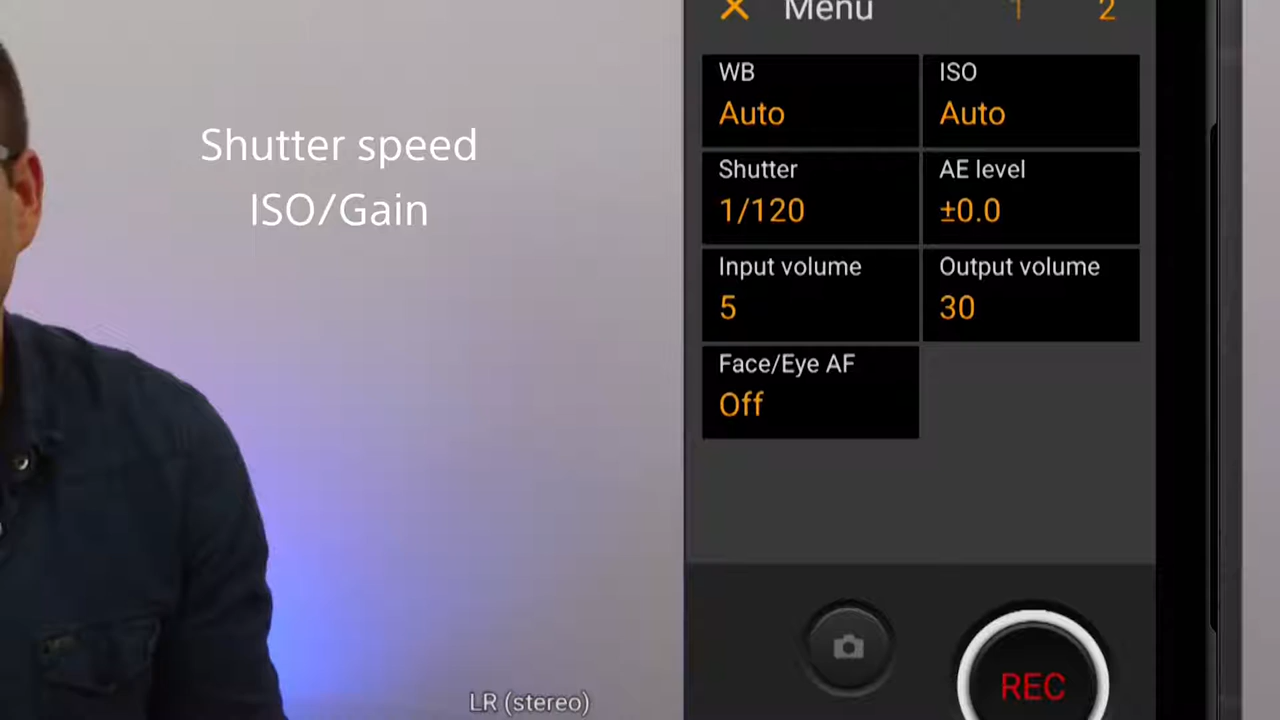 Shutter speed
ISO/Gain
LR (stereo)
Menu 1 2
WB
Auto
ISO
Auto
Shutter
1/120
AE level
±0.0
Input volume
5
Output volume
30
Face/Eye AF
Off
REC